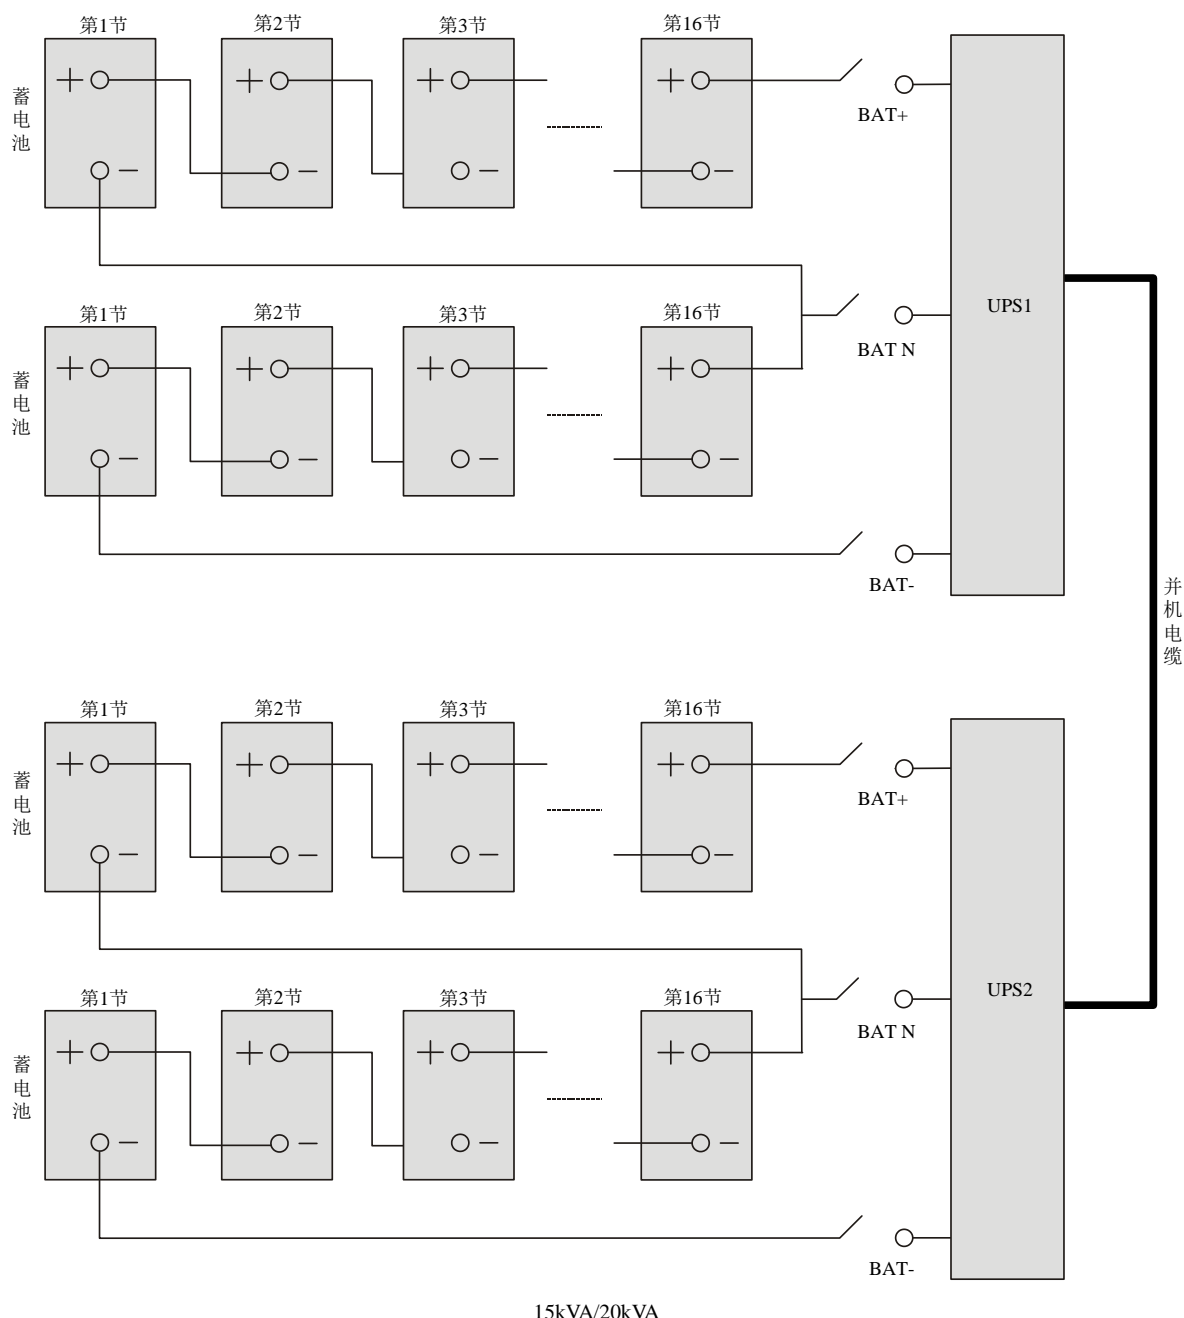 第1节 第2节 第3节 第16节
蓄电池
BAT+
UPS1
第1节 第2节 第3节 第16节
BAT N
蓄电池
BAT-
并机电缆
第1节 第2节 第3节 第16节
蓄电池
BAT+
UPS2
第1节 第2节 第3节 第16节
BAT N
蓄电池
BAT-
15kVA/20kVA